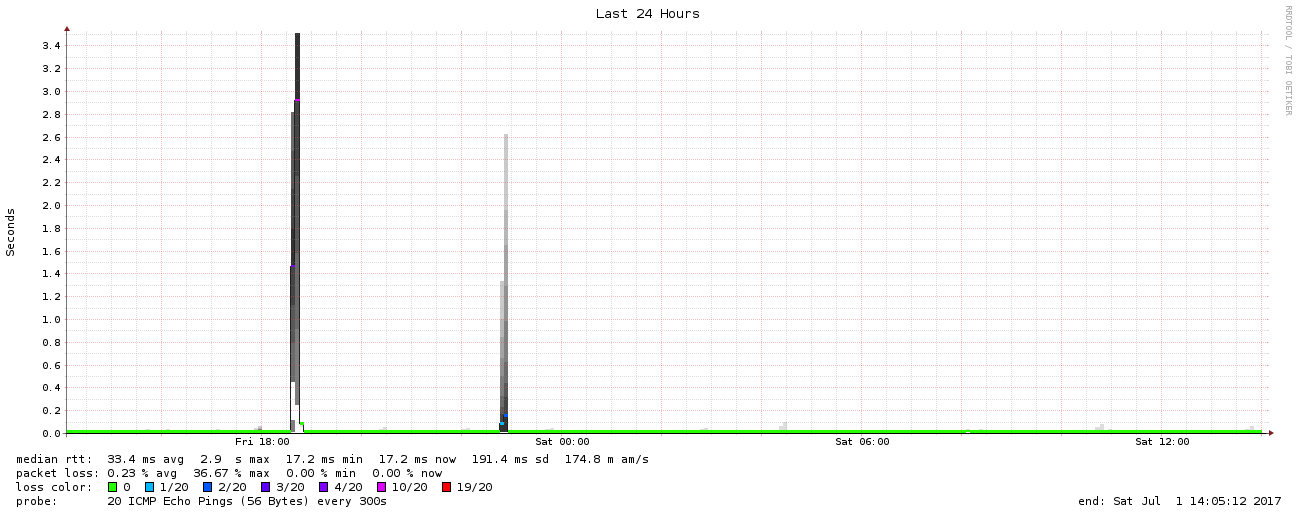 Last 24 Hours
RRDTOOL / TOBI OETIKER
Seconds
3.4
3.2
3.0
2.8
2.6
2.4
2.2
2.0
1.8
1.6
1.4
1.2
1.0
0.8
0.6
0.4
0.2
0.0
Fri 18:00 Sat 00:00 Sat 06:00 Sat 12:00
median rtt: 33.4 ms avg 2.9 s max 17.2 ms min 17.2 ms now 191.4 ms sd 174.8 m am/s
packet loss: 0.23 % avg 36.67 % max 0.00 % min 0.00 % now
loss color: 0 1/20 2/20 3/20 4/20 10/20 19/20
probe: 20 ICMP Echo Pings (56 Bytes) every 300s end: Sat Jul 1 14:05:12 2017